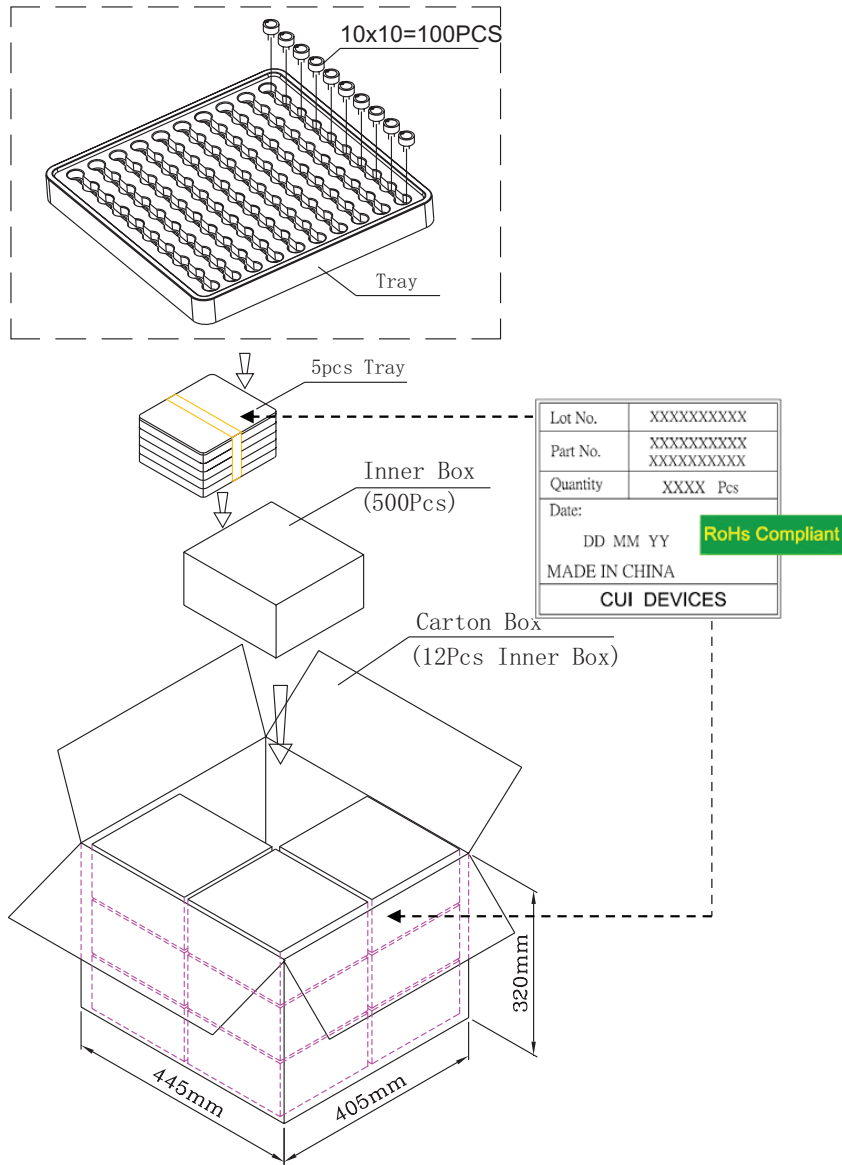 10x10=100PCS
Tray
5pcs Tray
Inner Box
(500Pcs)
Lot No. XXXXXXXXXX
Part No. XXXXXXXXXX
XXXXXXXXXX
Quantity XXXX Pcs
Date:
DD MM YY
RoHs Compliant
MADE IN CHINA
CUI DEVICES
Carton Box
(12Pcs Inner Box)
320mm
445mm
405mm